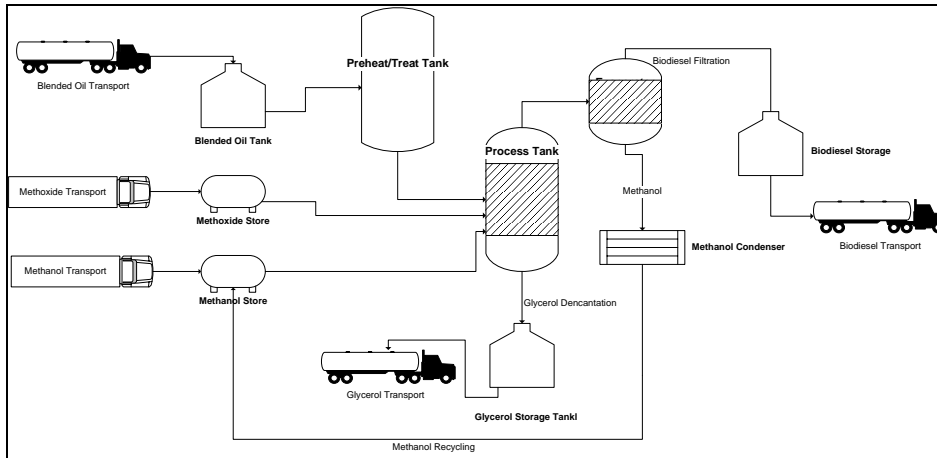 Blended Oil Transport
Blended Oil Tank
Preheat/Treat Tank
Biodiesel Filtration
Process Tank
Biodiesel Storage
Methoxide Transport
Methoxide Store
Methanol
Biodiesel Transport
Methanol Transport
Methanol Store
Methanol Condenser
Glycerol Dencantation
Glycerol Transport
Glycerol Storage Tankl
Methanol Recycling